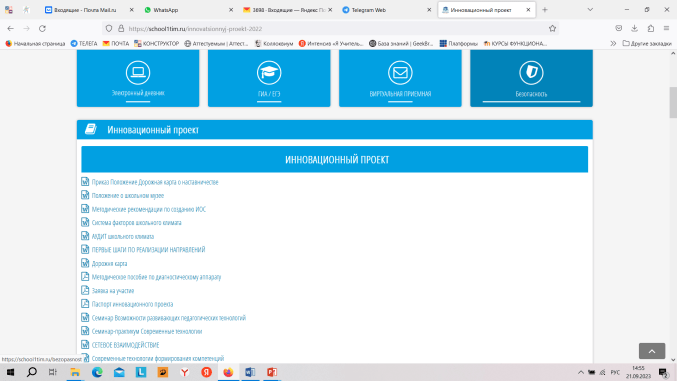 Входящие - Почта Mail.ru
WhatsApp
3698 - Входящие — Яндекс П
Telegram Web
Инновационный проект
https://school1tim.ru/innovatsionnyj-proekt-2022
Начальная страница ТЕЛЕГА ПОЧТА КОНСТРУКТОР Аттестуемым | Аттест... Коллоквиум Интенсив «Я Учитель... База знаний | GeekBr... Платформы КУРСЫ ФУНКЦИОНА... Другие закладки
Электронный дневник
ГИА / ЕГЭ
ВИРТУАЛЬНАЯ ПРИЕМНАЯ
Безопасность
Инновационный проект
ИННОВАЦИОННЫЙ ПРОЕКТ
Приказ Положение Дорожная карта о наставничестве
Положение о школьном музее
Методические рекомендации по созданию ИОС
Система факторов школьного климата
АУДИТ школьного климата
ПЕРВЫЕ ШАГИ ПО РЕАЛИЗАЦИИ НАПРАВЛЕНИЙ
Дорожня карта
Методическое пособие по диагностическому аппарату
Заявка на участие
Паспорт инновационного проекта
Семинар Возможности развивающих педагогических технологий
Семинар-практикум Современные технологии
СЕТЕВОЕ ВЗАИМОДЕЙСТВИЕ
Современные технологии формирования компетенций
https://school1tim.ru/bezopasnost
РУС
14:55
21.09.2023